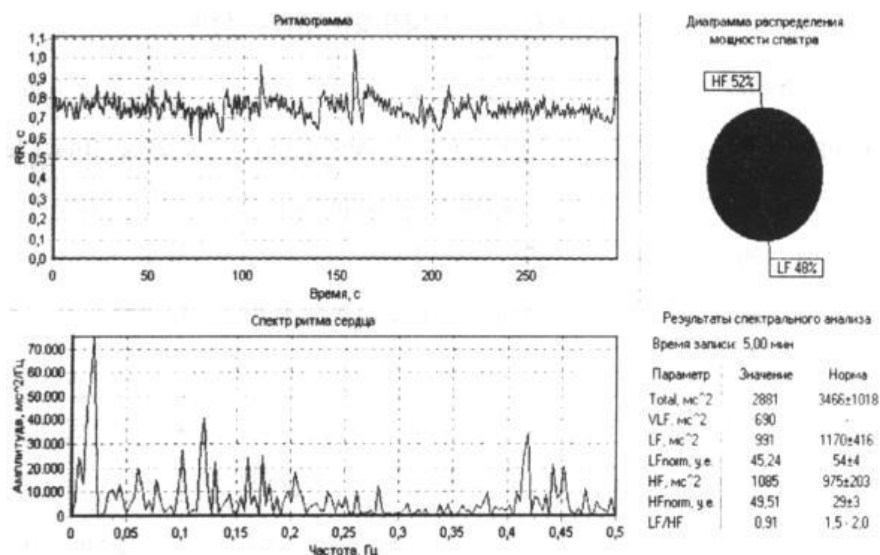 Ритмограмма
1,1
1,0
0,9
0,8
0,7
0,6
0,5
0,4
0,3
0,2
0,1
0,0
RR, с
0
50
100
150
200
250
Время, с
Диаграмма распределения
мощности спектра
HF 52%
LF 48%
Спектр ритма сердца
70.000
60.000
50.000
40.000
30.000
20.000
10.000
0
Амплитуда, мс^2/Гц
0
0,05
0,1
0,15
0,2
0,25
0,3
0,35
0,4
0,45
0,5
Частота, Гц
Результаты спектрального анализа
Время записи: 5,00 мин
Параметр Значение Норма
Total, мс^2 2881 3466±1018
VLF, мс^2 690 -
LF, мс^2 991 1170±416
LFnorm, у.е. 45,24 54±4
HF, мс^2 1085 975±203
HFnorm, у.е. 49,51 29±3
LF/HF 0,91 1,5 - 2,0